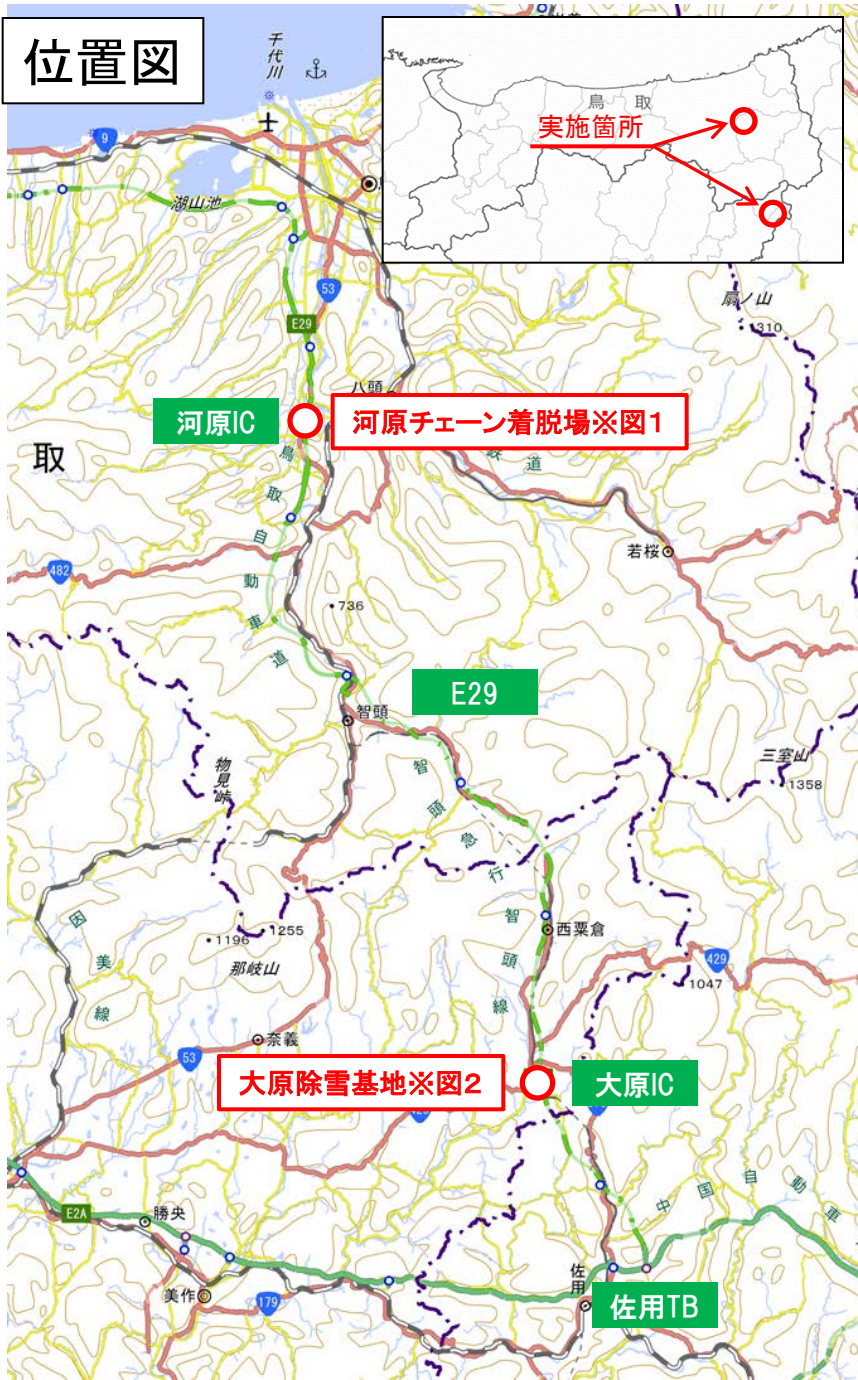 位置図
千代川
鳥取
実施箇所
9
湖山池
53
扇ノ山
1310
E29
八頭
河原IC
河原チェーン着脱場※図1
取
鳥取自動車道
鉄道
若桜
482
736
E29
智頭
物見峠
三室山
1358
智頭急行智頭線
1255
1196
西粟倉
因美線
那岐山
429
1047
奈義
53
大原除雪基地※図2
大原IC
中国自動車
E2A
勝央
美作
179
佐用
佐用TB